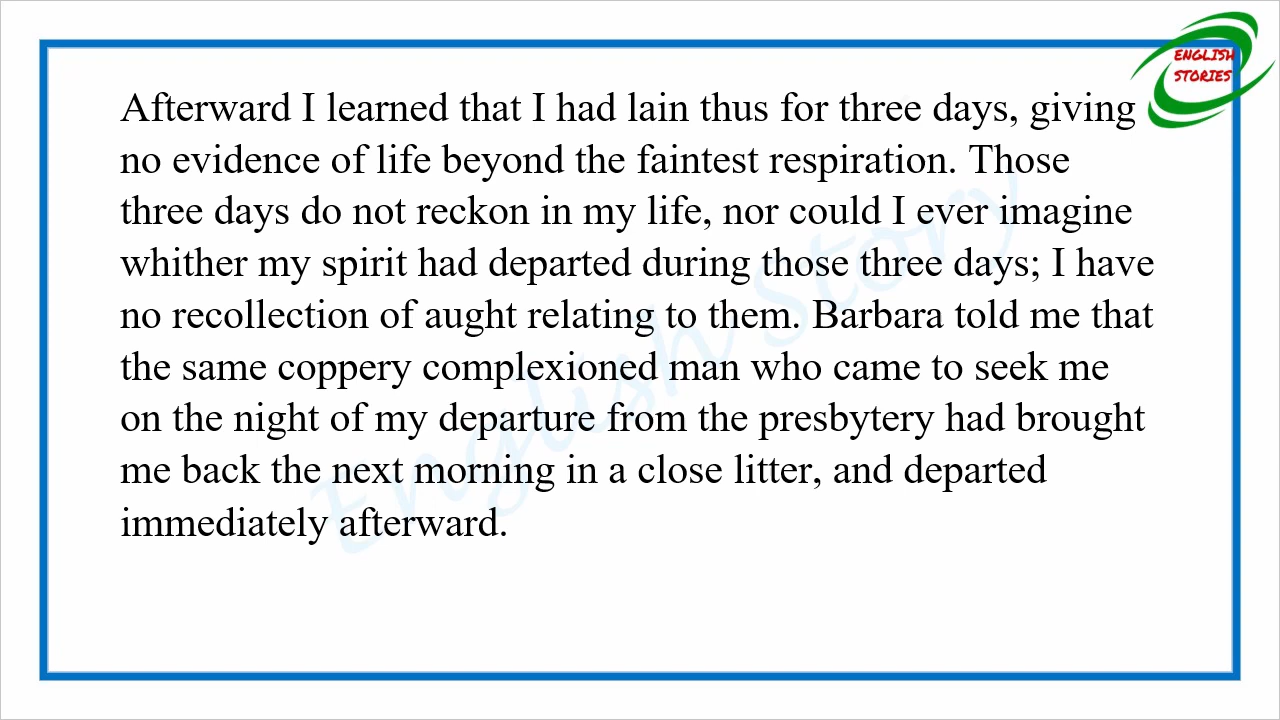 ENGLISH
STORIES
Afterward I learned that I had lain thus for three days, giving
no evidence of life beyond the faintest respiration. Those
three days do not reckon in my life, nor could I ever imagine
whither my spirit had departed during those three days; I have
no recollection of aught relating to them. Barbara told me that
the same coppery complexioned man who came to seek me
on the night of my departure from the presbytery had brought
me back the next morning in a close litter, and departed
immediately afterward.
English Story